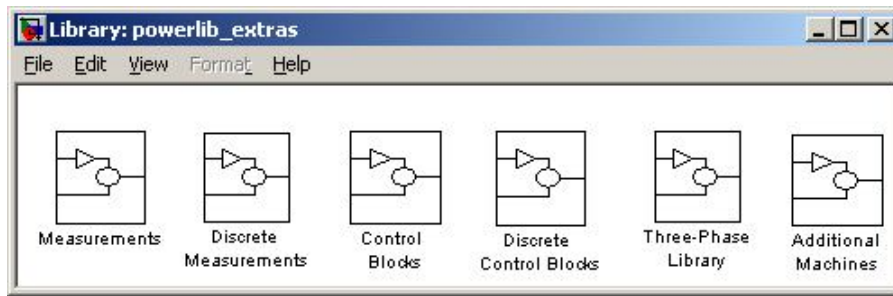 Library: powerlib_extras
File Edit View Format Help
Measurements
Discrete
Measurements
Control
Blocks
Discrete
Control Blocks
Three-Phase
Library
Additional
Machines